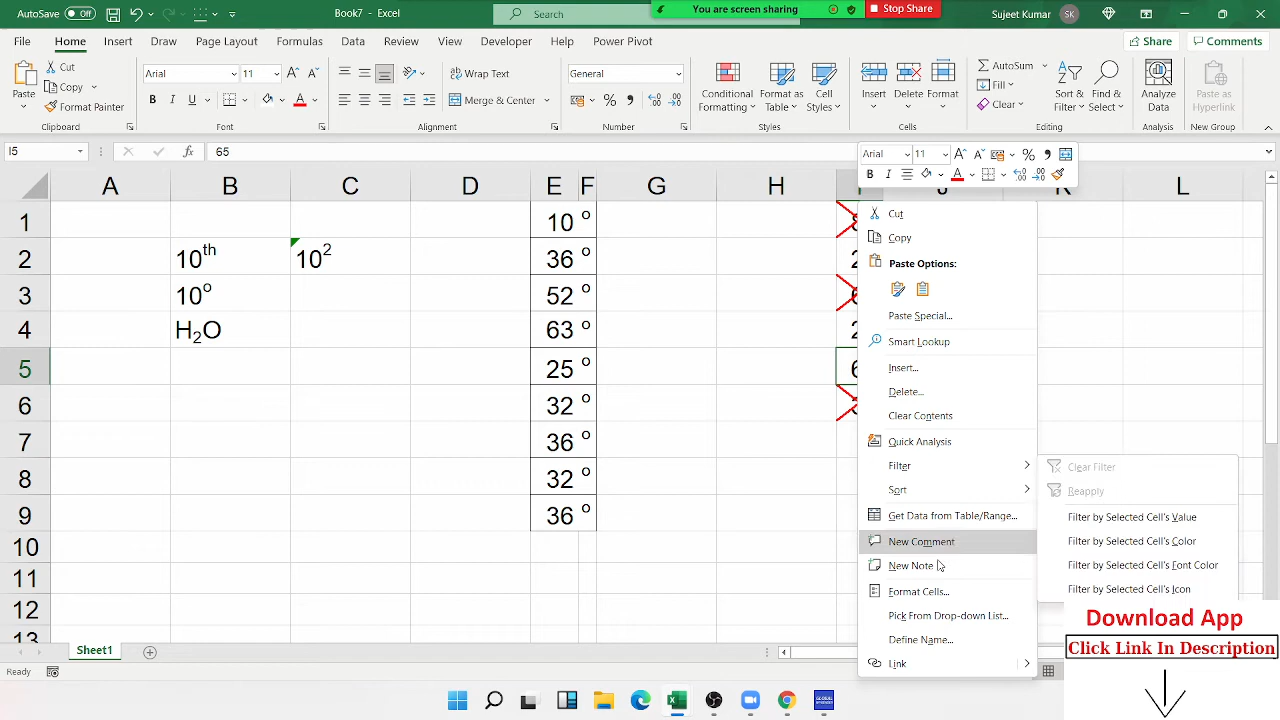 AutoSave Off 65 Book7 - Excel Search You are screen sharing Stop Share Sujeet Kumar SK
File Home Insert Draw Page Layout Formulas Data Review View Developer Help Power Pivot Share Comments
Paste Cut Copy Format Painter Clipboard
Arial 11 B I U Font
Wrap Text Merge & Center Alignment
General % , Number
Conditional Formatting Format as Table Cell Styles Styles
Insert Delete Format Cells
AutoSum Fill Clear Sort & Filter Find & Select Editing
Analyze Data Analysis
Paste as Hyperlink New Group
I5 fx 65
Arial 11 % ,
B I A
A B C D E F G H J K L
1 10 º
2 10th 10² 36 º 2
3 10º 52 º
4 H₂O 63 º 2
5 25 º 6
6 32 º
7 36 º
8 32 º
9 36 º
10
11
12
13
Cut
Copy
Paste Options:
Paste Special...
Smart Lookup
Insert...
Delete...
Clear Contents
Quick Analysis
Filter
Sort
Get Data from Table/Range...
New Comment
New Note
Format Cells...
Pick From Drop-down List...
Define Name...
Link
Clear Filter
Reapply
Filter by Selected Cell's Value
Filter by Selected Cell's Color
Filter by Selected Cell's Font Color
Filter by Selected Cell's Icon
Download App
Click Link In Description
Sheet1
Ready